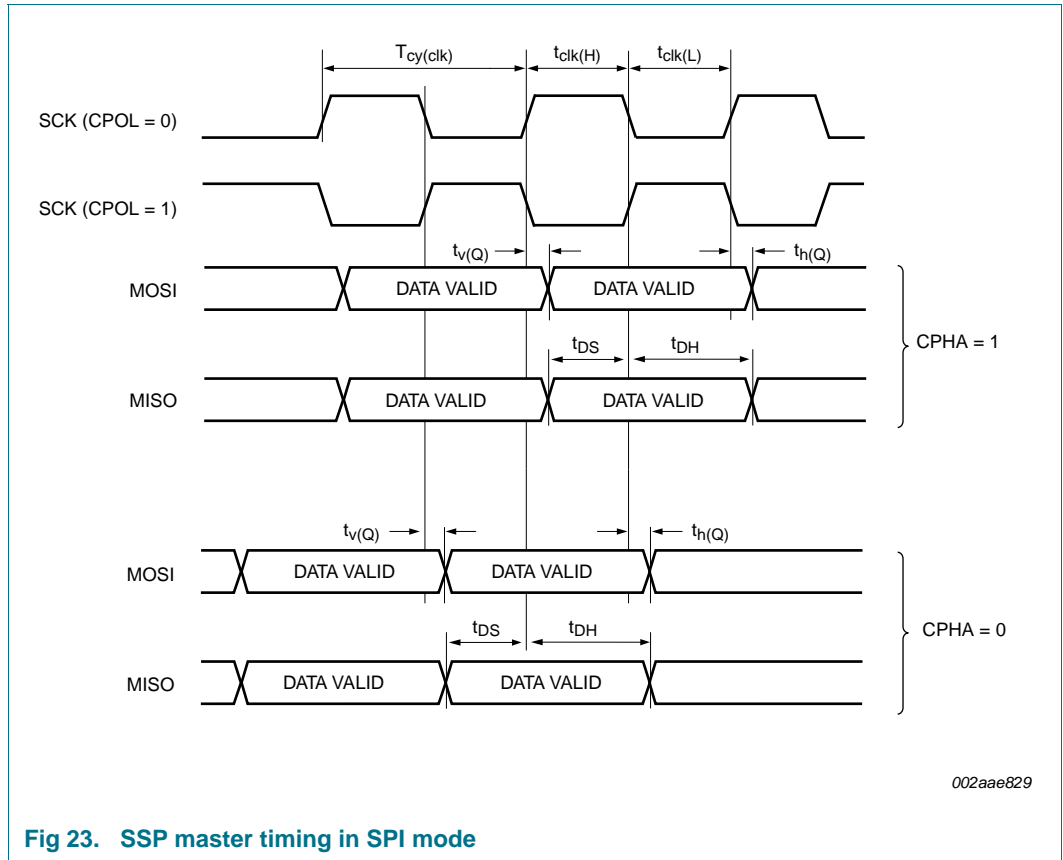 Tcy(clk) tclk(H) tclk(L)
SCK (CPOL = 0)
SCK (CPOL = 1)
tv(Q) th(Q)
MOSI DATA VALID DATA VALID
CPHA = 1
tDS tDH
MISO DATA VALID DATA VALID
tv(Q) th(Q)
MOSI DATA VALID DATA VALID
CPHA = 0
tDS tDH
MISO DATA VALID DATA VALID
002aae829
Fig 23. SSP master timing in SPI mode